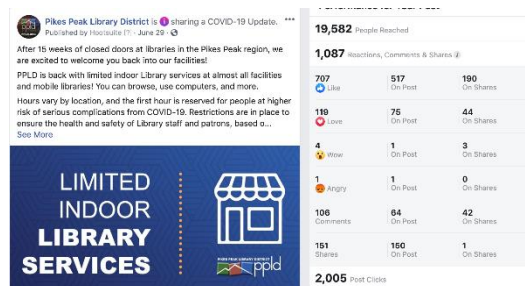 Pikes Peak Library District is sharing a COVID-19 Update. ...
Published by Hootsuite · June 29 ·
After 15 weeks of closed doors at libraries in the Pikes Peak region, we
are excited to welcome you back into our facilities!
PPLD is back with limited indoor Library services at almost all facilities
and mobile libraries! You can browse, use computers, and more.
Hours vary by location, and the first hour is reserved for people at higher
risk of serious complications from COVID-19. Restrictions are in place to
ensure the health and safety of Library staff and patrons, based o...
See More
LIMITED
INDOOR
LIBRARY
SERVICES
PIKES PEAK LIBRARY DISTRICT
ppld
19,582 People Reached
1,087 Reactions, Comments & Shares
707 517 190
Like On Post On Shares
119 75 44
Love On Post On Shares
4 1 3
Wow On Post On Shares
1 1 0
Angry On Post On Shares
106 64 42
Comments On Post On Shares
151 150 1
Shares On Post On Shares
2,005 Post Clicks